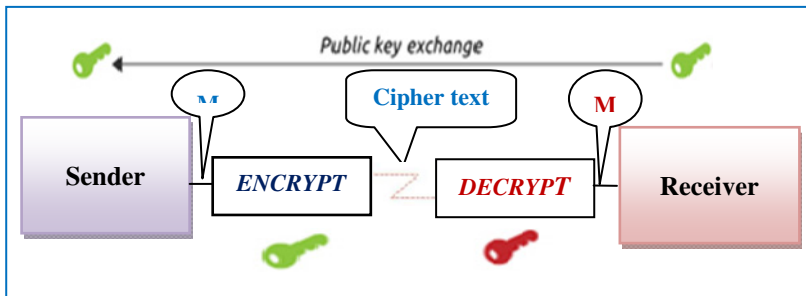 Public key exchange
M
Cipher text
M
Sender
ENCRYPT
DECRYPT
Receiver